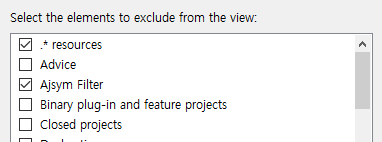 Select the elements to exclude from the view:
.* resources
Advice
Ajsym Filter
Binary plug-in and feature projects
Closed projects